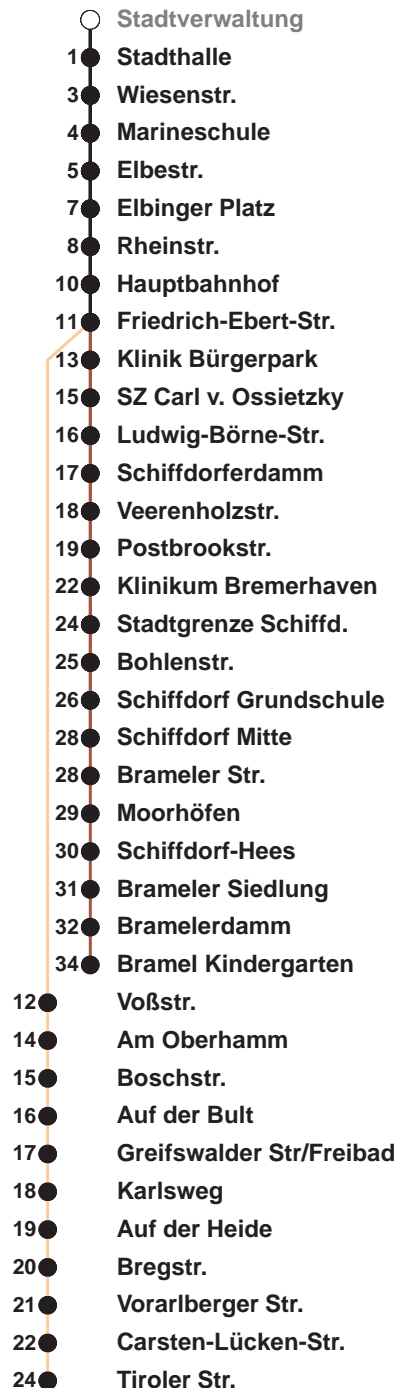 Stadtverwaltung
1 Stadthalle
3 Wiesenstr.
4 Marineschule
5 Elbestr.
7 Elbinger Platz
8 Rheinstr.
10 Hauptbahnhof
11 Friedrich-Ebert-Str.
13 Klinik Bürgerpark
15 SZ Carl v. Ossietzky
16 Ludwig-Börne-Str.
17 Schiffdorferdamm
18 Veerenholzstr.
19 Postbrookstr.
22 Klinikum Bremerhaven
24 Stadtgrenze Schiffd.
25 Bohlenstr.
26 Schiffdorf Grundschule
28 Schiffdorf Mitte
28 Brameler Str.
29 Moorhöfen
30 Schiffdorf-Hees
31 Brameler Siedlung
32 Bramelerdamm
34 Bramel Kindergarten
12 Voßstr.
14 Am Oberhamm
15 Boschstr.
16 Auf der Bult
17 Greifswalder Str/Freibad
18 Karlsweg
19 Auf der Heide
20 Bregstr.
21 Vorarlberger Str.
22 Carsten-Lücken-Str.
24 Tiroler Str.